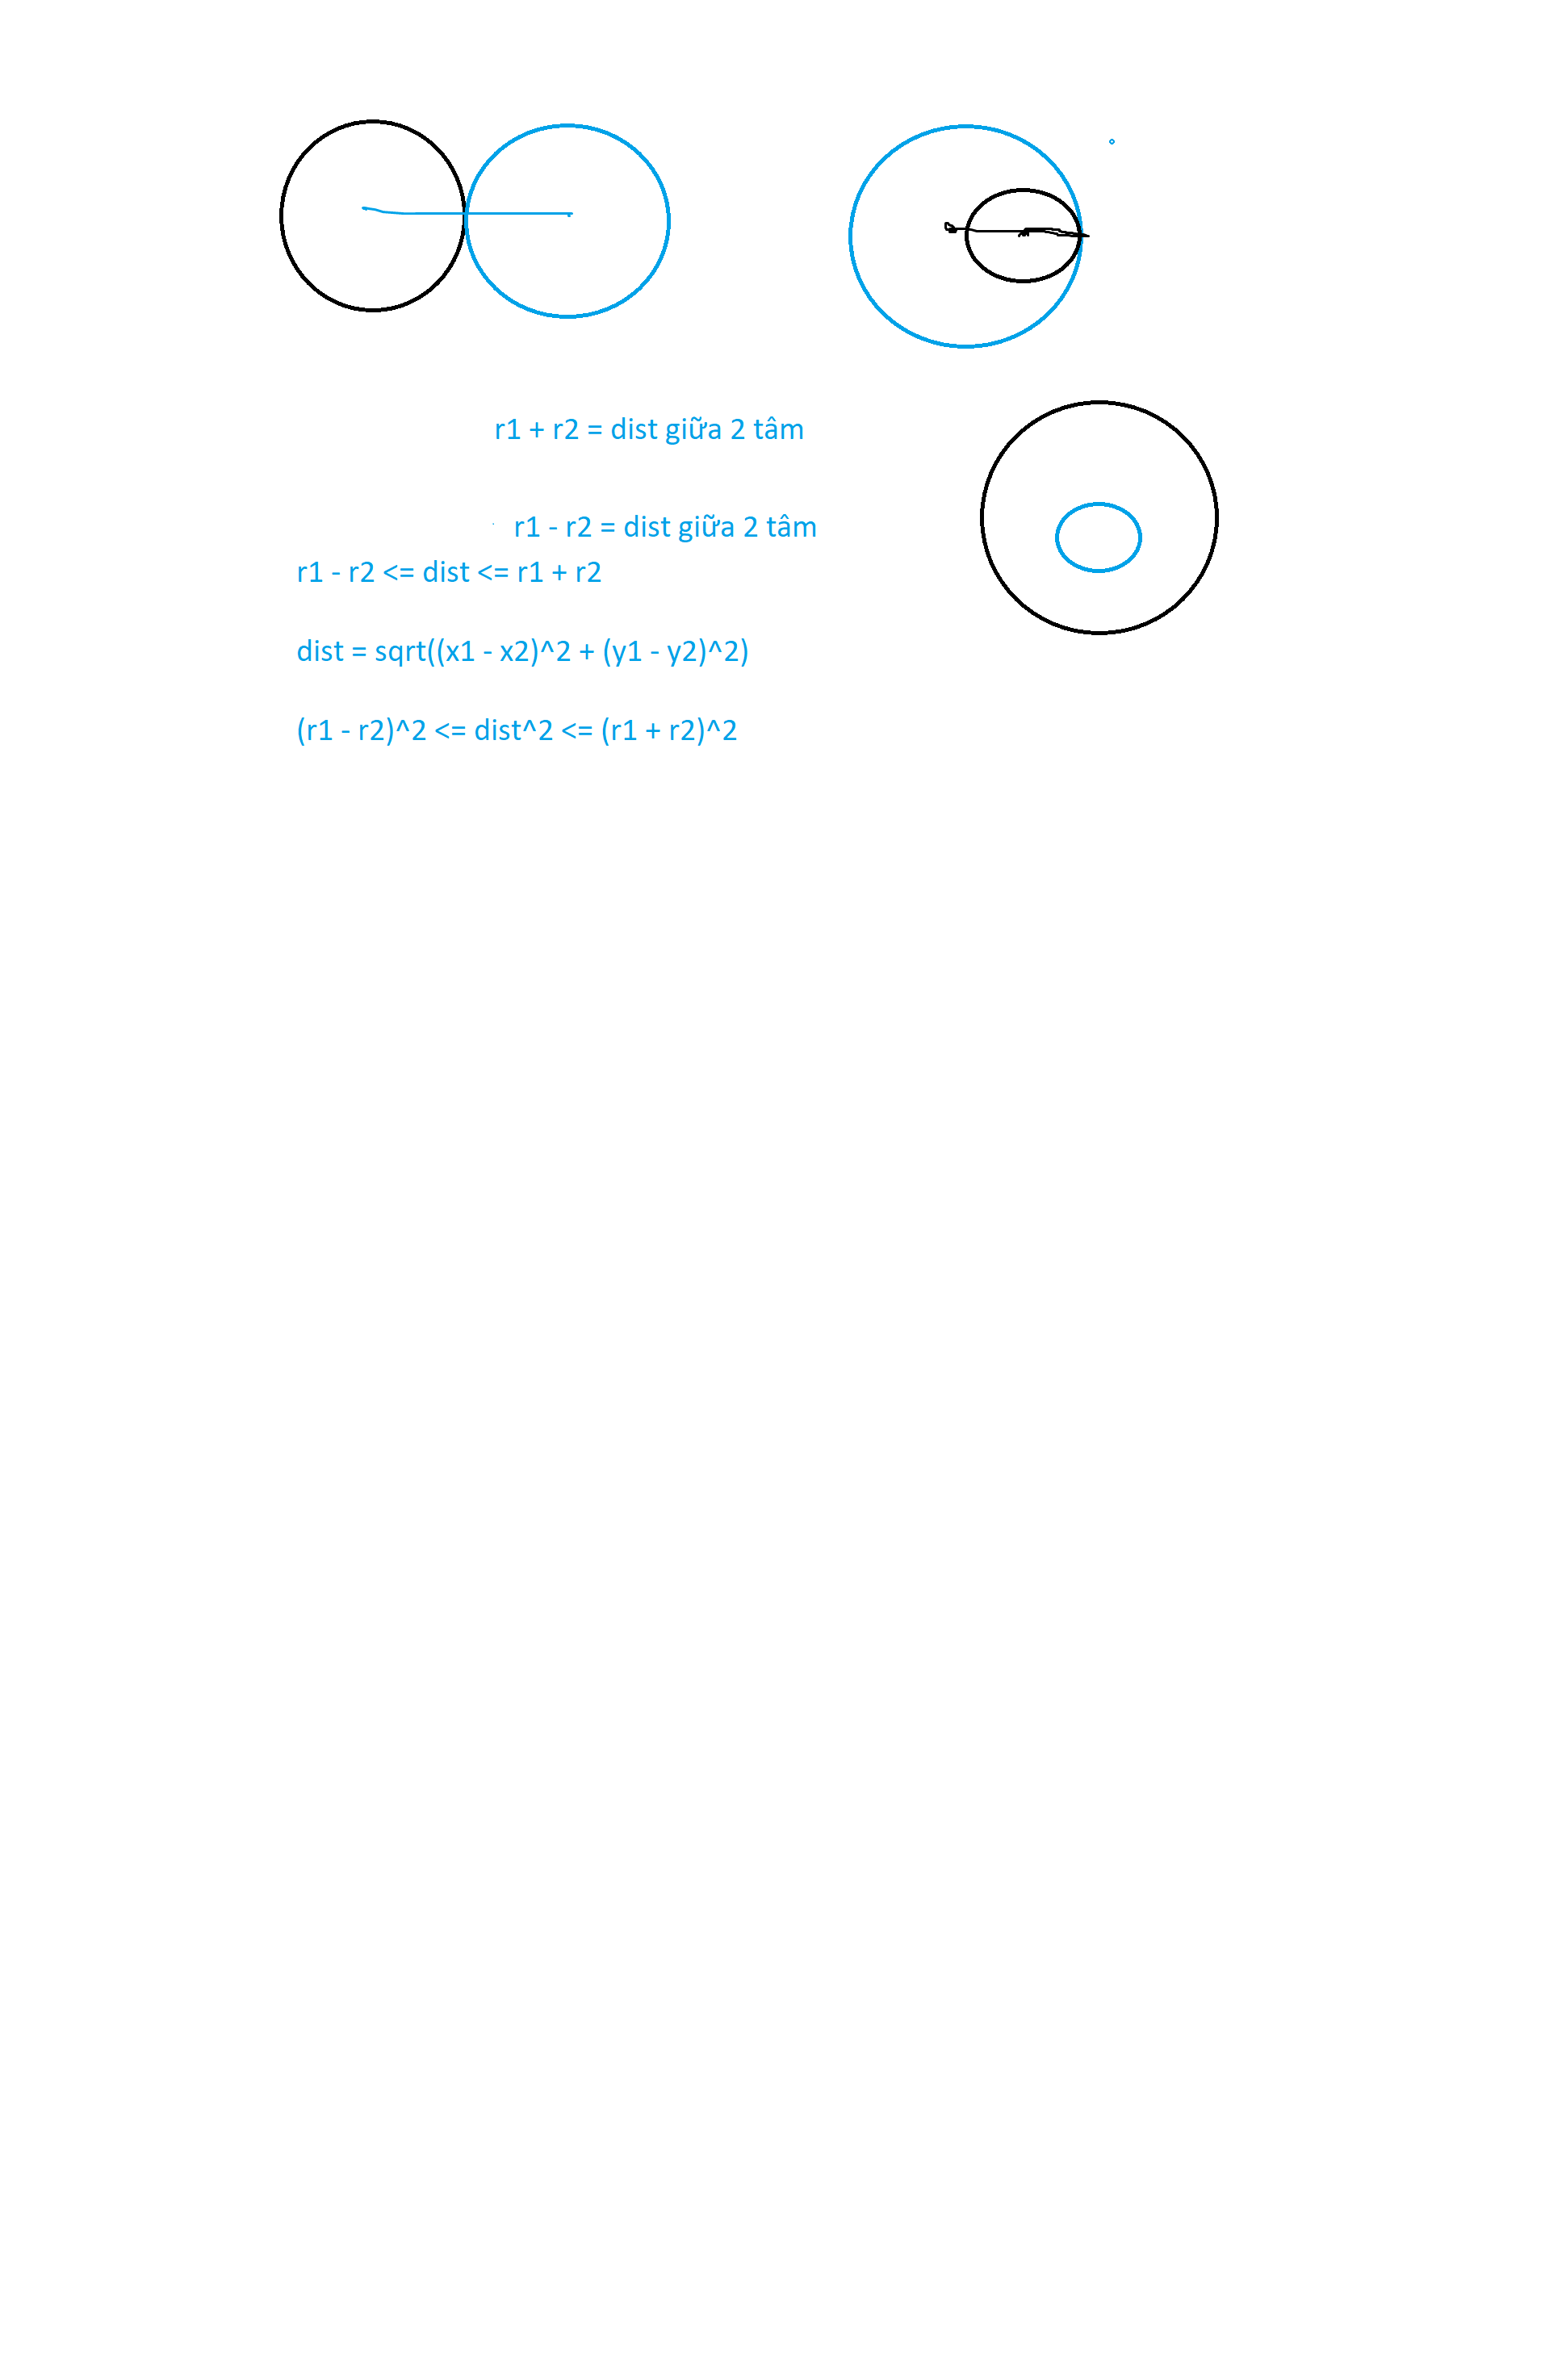 r1 + r2 = dist giữa 2 tâm
r1 - r2 = dist giữa 2 tâm
r1 - r2 <= dist <= r1 + r2
dist = sqrt((x1 - x2)^2 + (y1 - y2)^2)
(r1 - r2)^2 <= dist^2 <= (r1 + r2)^2